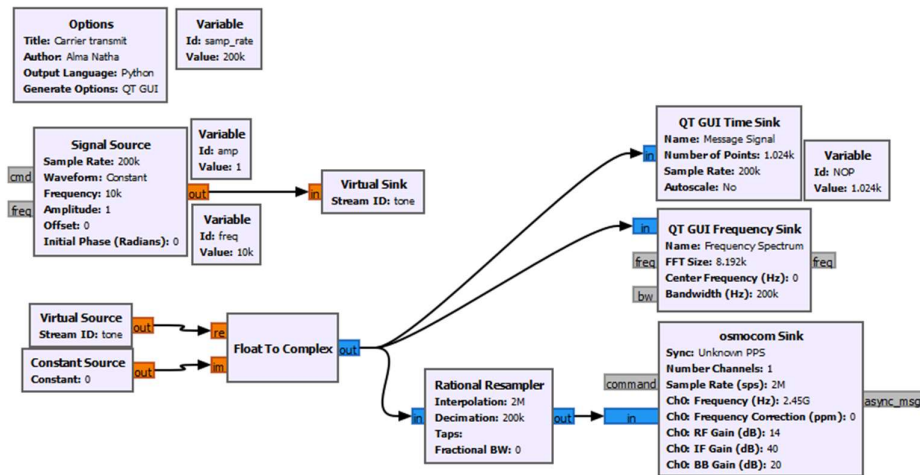 Options
Title: Carrier transmit
Author: Alma Natha
Output Language: Python
Generate Options: QT GUI
Variable
Id: samp_rate
Value: 200k
Signal Source
Sample Rate: 200k
Waveform: Constant
Frequency: 10k
Amplitude: 1
Offset: 0
Initial Phase (Radians): 0
cmd
freq
out
Variable
Id: amp
Value: 1
Variable
Id: freq
Value: 10k
in
Virtual Sink
Stream ID: tone
QT GUI Time Sink
Name: Message Signal
Number of Points: 1.024k
Sample Rate: 200k
Autoscale: No
in
Variable
Id: NOP
Value: 1.024k
QT GUI Frequency Sink
Name: Frequency Spectrum
FFT Size: 8.192k
Center Frequency (Hz): 0
Bandwidth (Hz): 200k
in
freq
bw
freq
Virtual Source
Stream ID: tone
out
Constant Source
Constant: 0
out
re
im
Float To Complex
out
Rational Resampler
Interpolation: 2M
Decimation: 200k
Taps:
Fractional BW: 0
in
out
osmocom Sink
Sync: Unknown PPS
Number Channels: 1
Sample Rate (sps): 2M
Ch0: Frequency (Hz): 2.45G
Ch0: Frequency Correction (ppm): 0
Ch0: RF Gain (dB): 14
Ch0: IF Gain (dB): 40
Ch0: BB Gain (dB): 20
command
in
async_msg